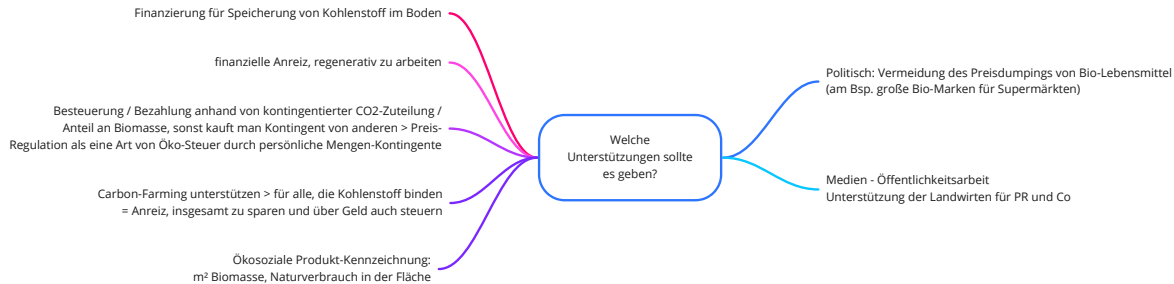 Finanzierung für Speicherung von Kohlenstoff im Boden
finanzielle Anreiz, regenerativ zu arbeiten
Besteuerung / Bezahlung anhand von kontingentierter CO2-Zuteilung /
Anteil an Biomasse, sonst kauft man Kontingent von anderen > Preis-
Regulation als eine Art von Öko-Steuer durch persönliche Mengen-Kontingente
Carbon-Farming unterstützen > für alle, die Kohlenstoff binden
= Anreiz, insgesamt zu sparen und über Geld auch steuern
Ökosoziale Produkt-Kennzeichnung:
m² Biomasse, Naturverbrauch in der Fläche
Welche
Unterstützungen sollte
es geben?
Politisch: Vermeidung des Preisdumpings von Bio-Lebensmittel
(am Bsp. große Bio-Marken für Supermärkten)
Medien - Öffentlichkeitsarbeit
Unterstützung der Landwirten für PR und Co